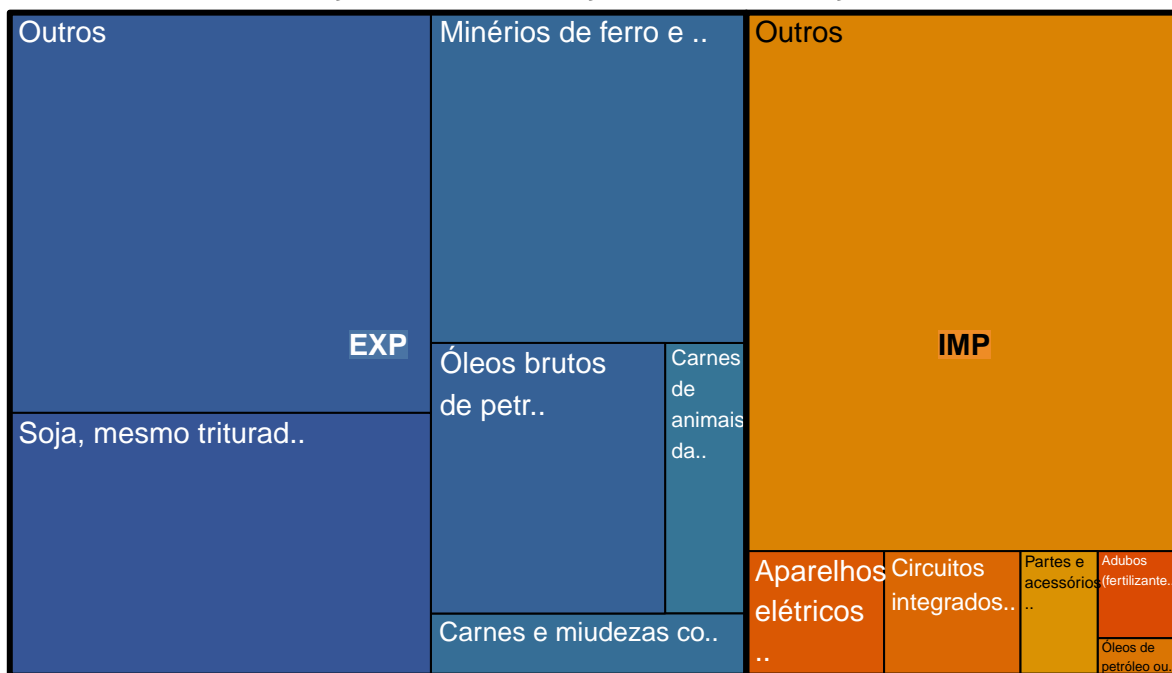 Outros
EXP
Soja, mesmo triturad..
Minérios de ferro e ..
Óleos brutos
de petr..
Carnes
de
animais
da..
Carnes e miudezas co..
Outros
IMP
Aparelhos
elétricos
..
Circuitos
integrados..
Partes e
acessórios
..
Adubos
(fertilizante..
Óleos de
petróleo ou..